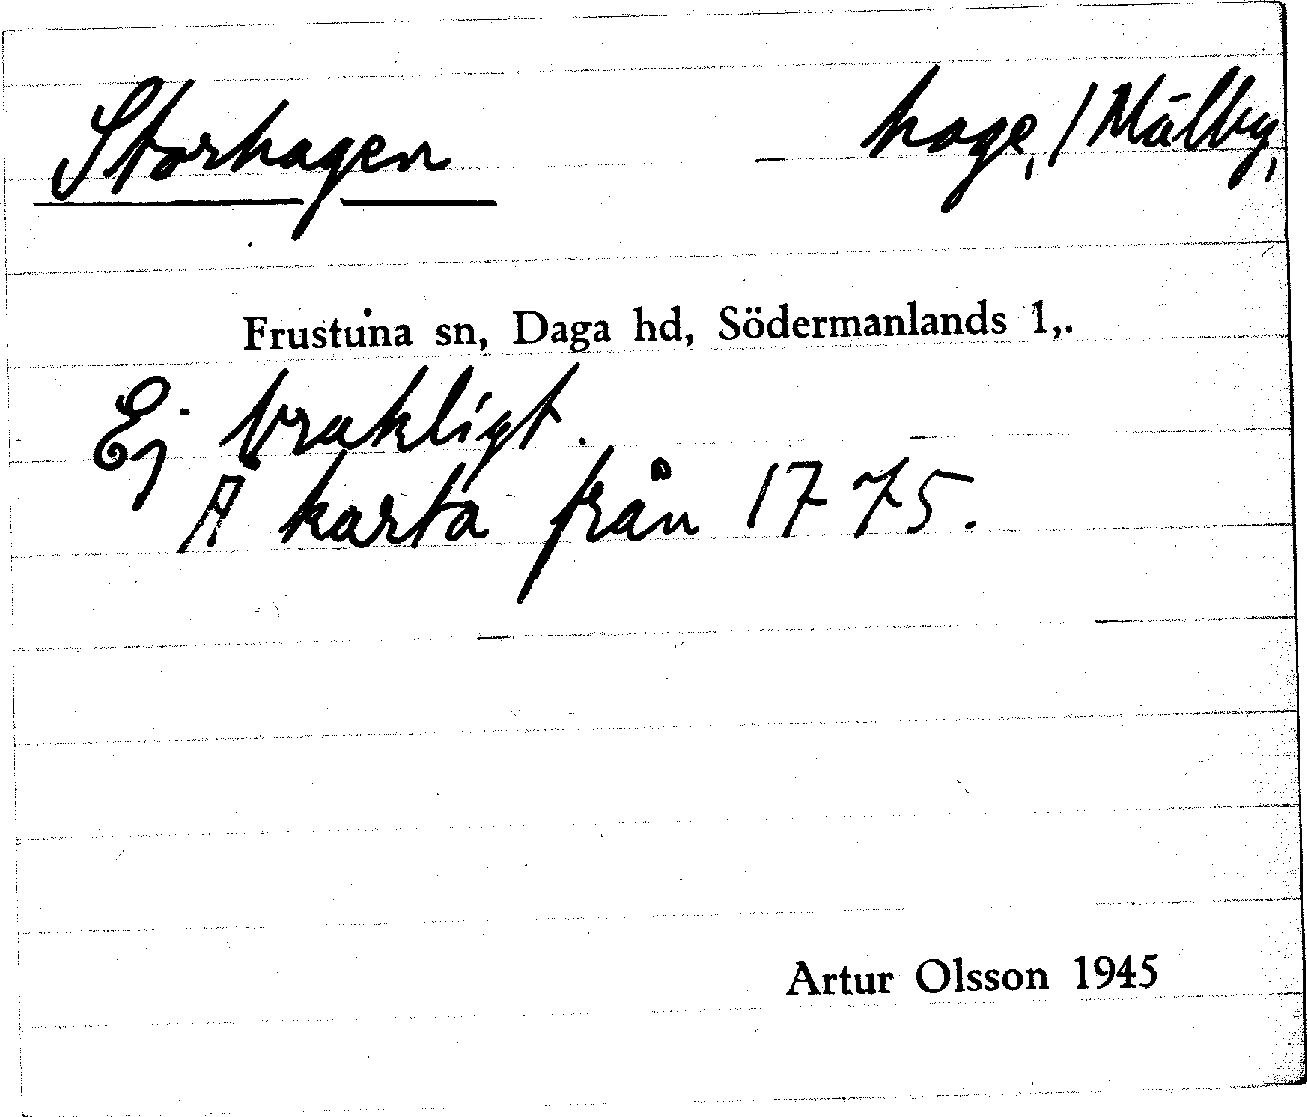 Storhagen hage, / Målby,
Frustuna sn, Daga hd, Södermanlands l,.
Ej brukligt.
Å karta från 1775.
Artur Olsson 1945